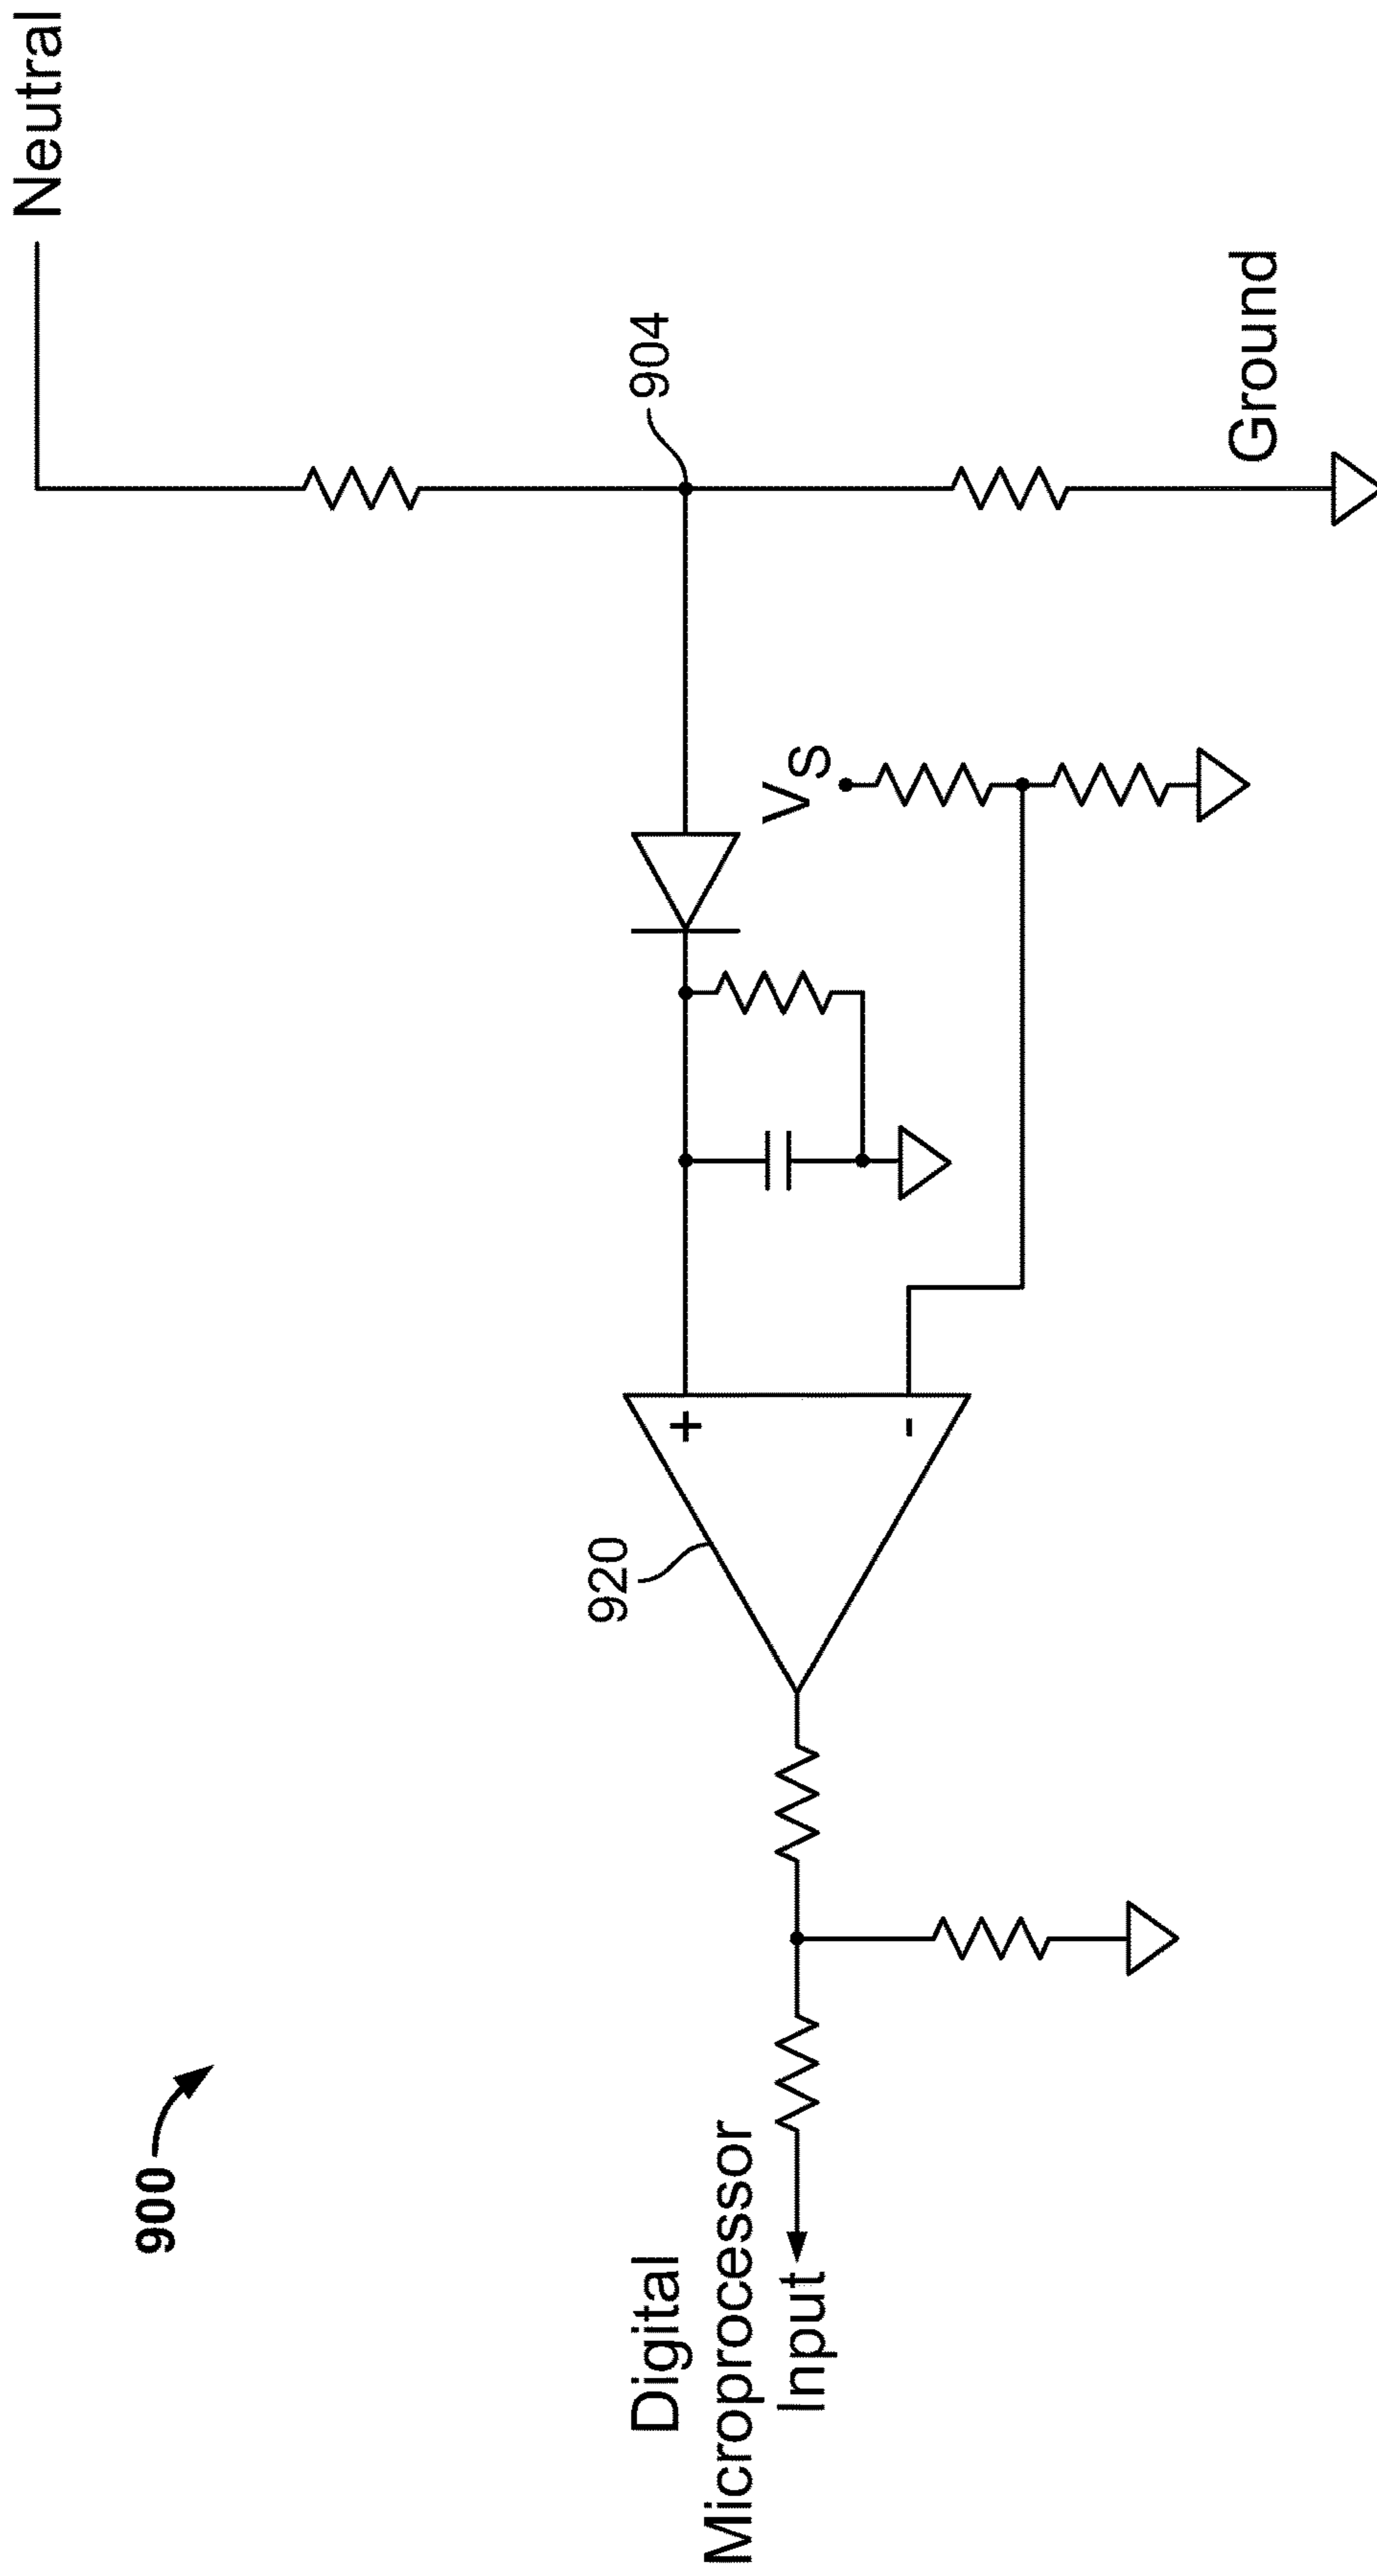 Neutral
904
Ground
VS
+
-
920
900
Digital
Microprocessor
Input